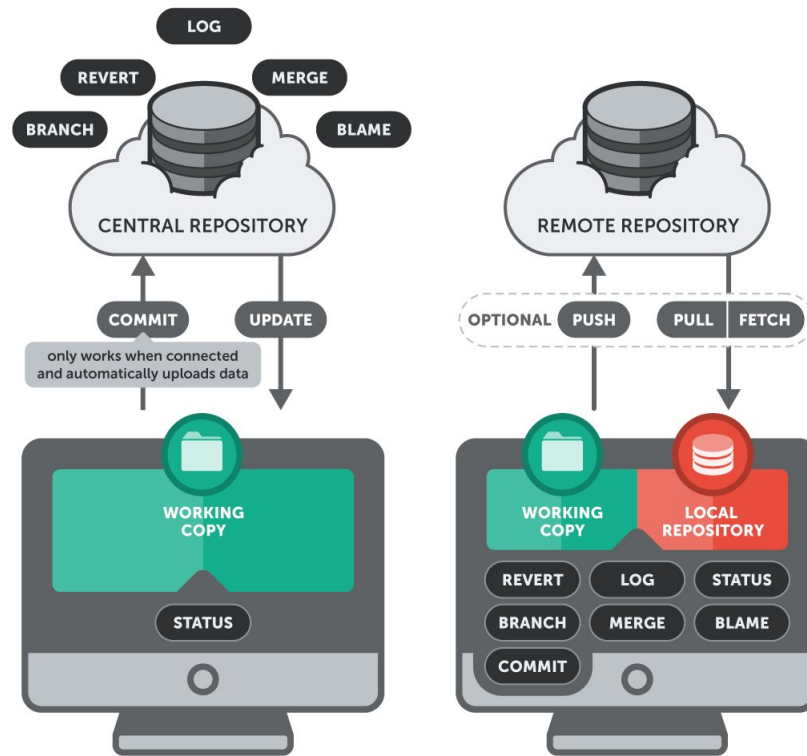 LOG
REVERT
MERGE
BRANCH
BLAME
CENTRAL REPOSITORY
COMMIT
UPDATE
only works when connected
and automatically uploads data
WORKING
COPY
STATUS
REMOTE REPOSITORY
OPTIONAL
PUSH
PULL
FETCH
WORKING
COPY
LOCAL
REPOSITORY
REVERT
LOG
STATUS
BRANCH
MERGE
BLAME
COMMIT